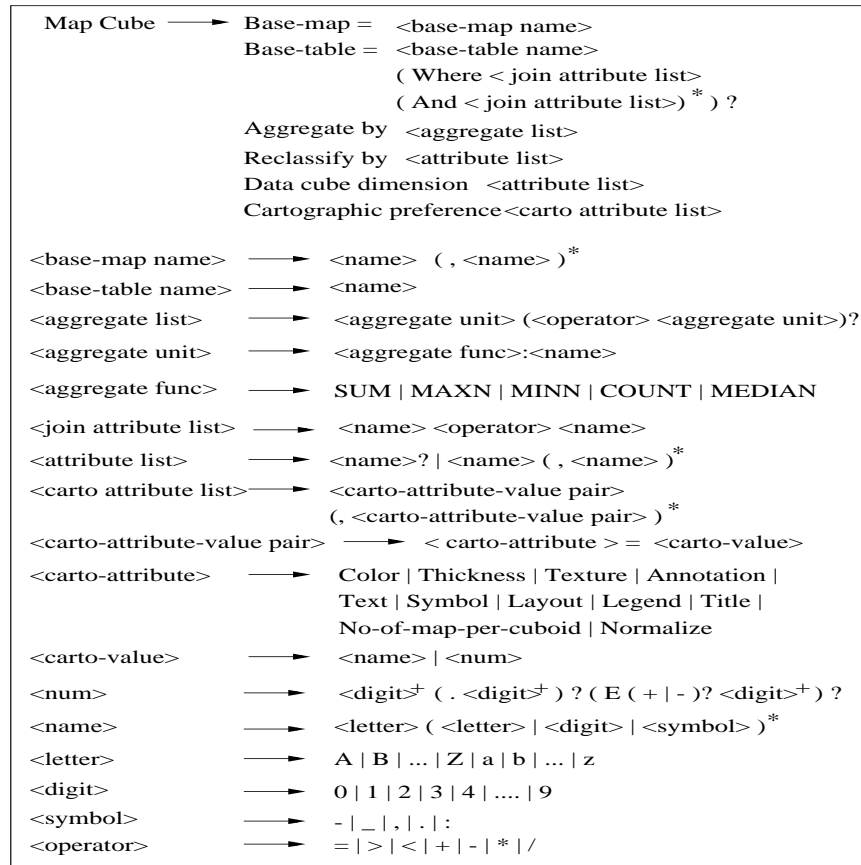 Map Cube ⟶ Base-map = <base-map name>
Base-table = <base-table name>
( Where < join attribute list>
( And < join attribute list>) * ) ?
Aggregate by <aggregate list>
Reclassify by <attribute list>
Data cube dimension <attribute list>
Cartographic preference<carto attribute list>
<base-map name> ⟶ <name> ( , <name> )*
<base-table name> ⟶ <name>
<aggregate list> ⟶ <aggregate unit> (<operator> <aggregate unit>)?
<aggregate unit> ⟶ <aggregate func>:<name>
<aggregate func> ⟶ SUM | MAXN | MINN | COUNT | MEDIAN
<join attribute list> ⟶ <name> <operator> <name>
<attribute list> ⟶ <name>? | <name> ( , <name> )*
<carto attribute list> ⟶ <carto-attribute-value pair>
(, <carto-attribute-value pair> )*
<carto-attribute-value pair> ⟶ < carto-attribute > = <carto-value>
<carto-attribute> ⟶ Color | Thickness | Texture | Annotation |
Text | Symbol | Layout | Legend | Title |
No-of-map-per-cuboid | Normalize
<carto-value> ⟶ <name> | <num>
<num> ⟶ <digit>+ ( . <digit>+ ) ? ( E ( + | - )? <digit>+ ) ?
<name> ⟶ <letter> ( <letter> | <digit> | <symbol> )*
<letter> ⟶ A | B | ... | Z | a | b | ... | z
<digit> ⟶ 0 | 1 | 2 | 3 | 4 | .... | 9
<symbol> ⟶ - | _ | , | . | :
<operator> ⟶ = | > | < | + | - | * | /